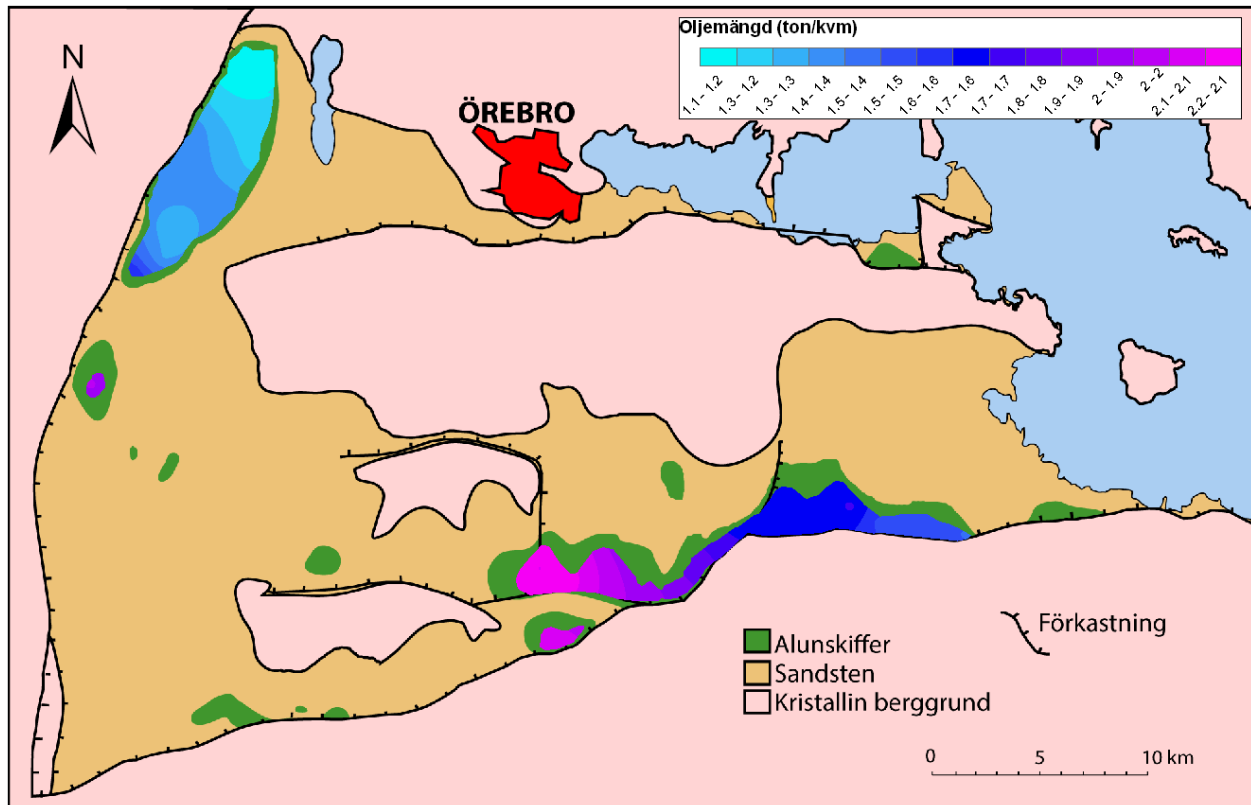 Oljemängd (ton/kvm)
1.1 - 1.2
1.3 - 1.2
1.3 - 1.3
1.4 - 1.4
1.5 - 1.4
1.5 - 1.5
1.6 - 1.6
1.7 - 1.6
1.7 - 1.7
1.8 - 1.8
1.9 - 1.9
2 - 1.9
2 - 2
2.1 - 2.1
2.2 - 2.1
N
ÖREBRO
Förkastning
Alunskiffer
Sandsten
Kristallin berggrund
0 5 10 km